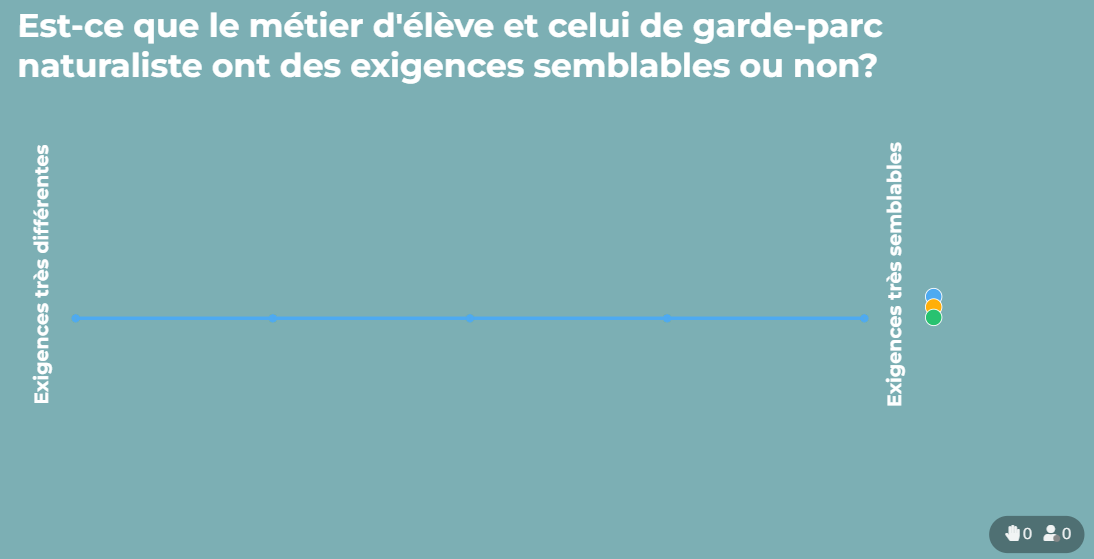 Est-ce que le métier d'élève et celui de garde-parc
naturaliste ont des exigences semblables ou non?
Exigences très différentes
Exigences très semblables
0 0